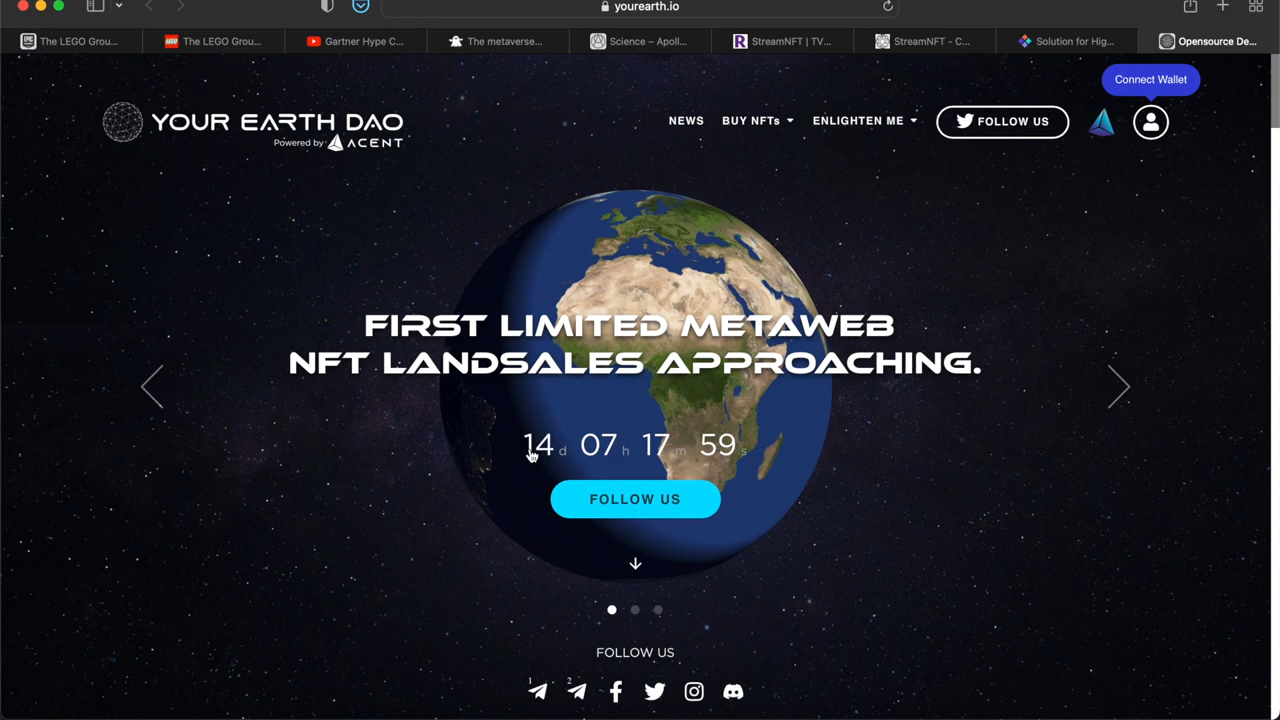 yourearth.io
The LEGO Grou...
The LEGO Grou...
Gartner Hype C...
The metaverse...
Science – Apoll...
StreamNFT | TV...
StreamNFT - C...
Solution for Hig...
Opensource De...
Connect Wallet
YOUR EARTH DAO
Powered by ACENT
NEWS
BUY NFTs
ENLIGHTEN ME
FOLLOW US
FIRST LIMITED METAWEB
NFT LANDSALES APPROACHING.
14 d 07 h 17 m 59 s
FOLLOW US
FOLLOW US
1
2